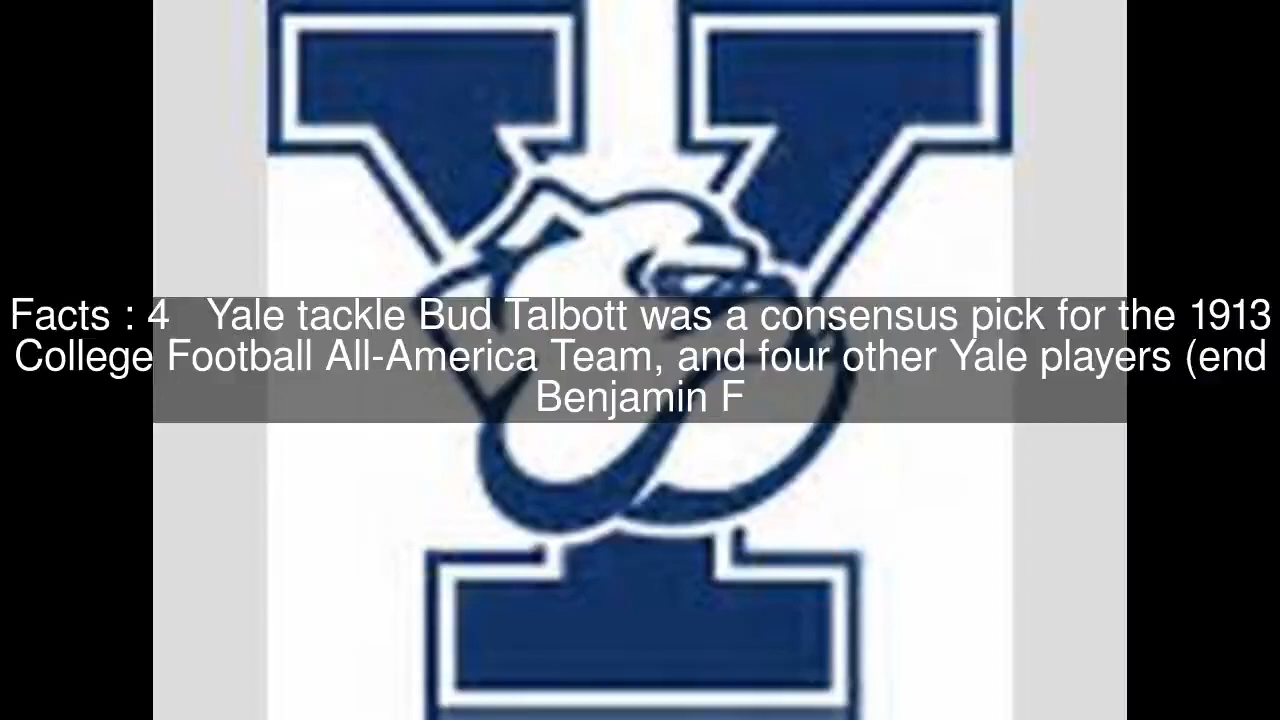 Facts : 4 Yale tackle Bud Talbott was a consensus pick for the 1913
College Football All-America Team, and four other Yale players (end
Benjamin F